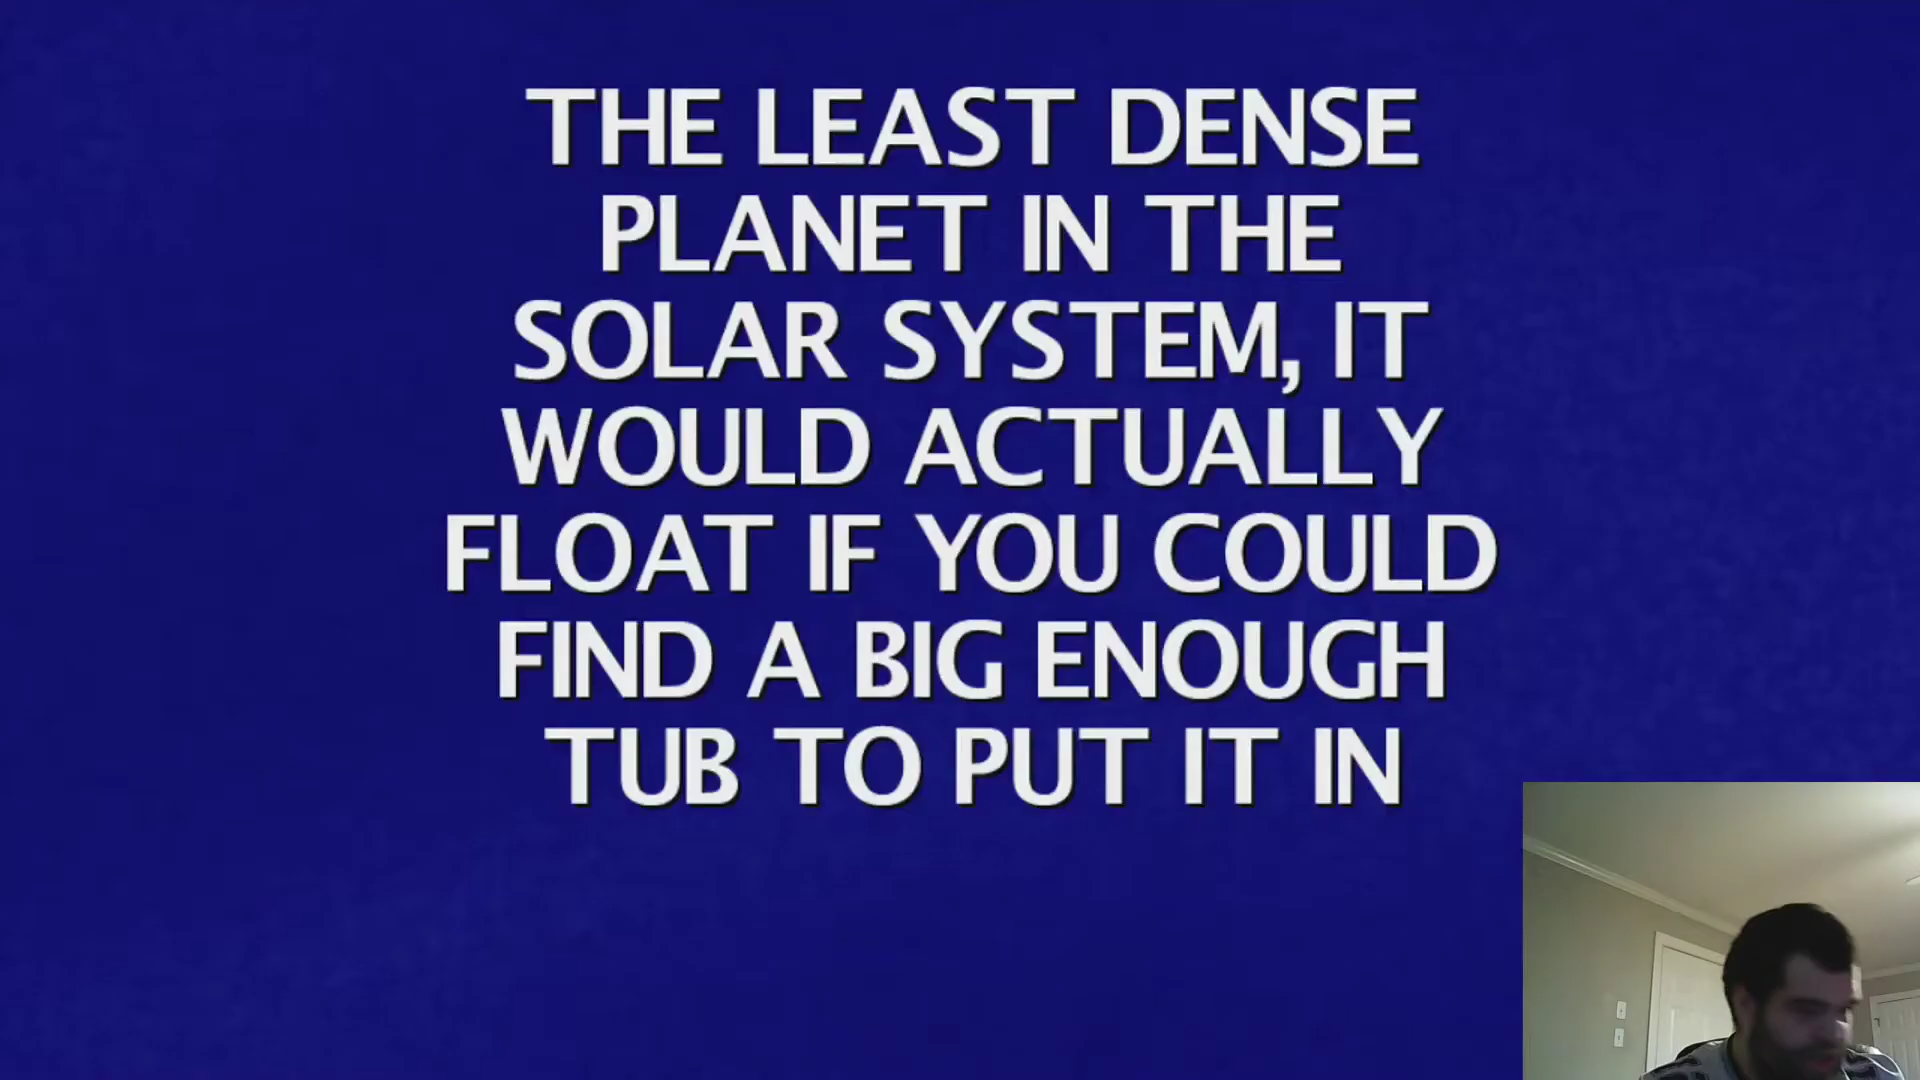 THE LEAST DENSE
PLANET IN THE
SOLAR SYSTEM, IT
WOULD ACTUALLY
FLOAT IF YOU COULD
FIND A BIG ENOUGH
TUB TO PUT IT IN